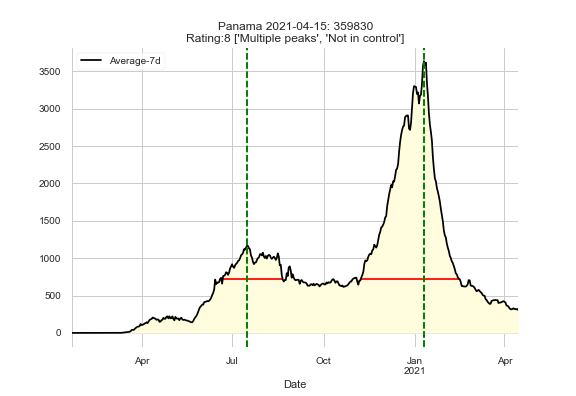 Panama 2021-04-15: 359830
Rating:8 ['Multiple peaks', 'Not in control']
Average-7d
3500
3000
2500
2000
1500
1000
500
0
Apr Jul Oct Jan Apr
2021
Date